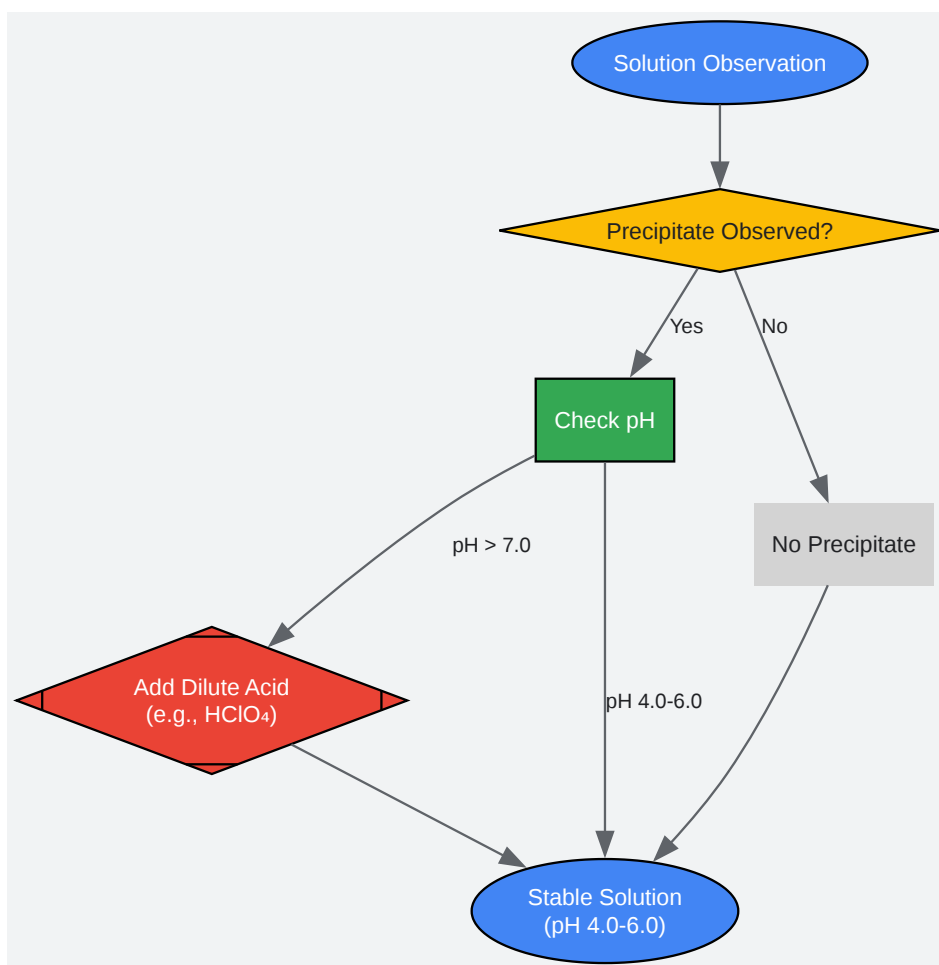 Solution Observation
Precipitate Observed?
Yes
No
Check pH
pH > 7.0
No Precipitate
Add Dilute Acid
(e.g., HClO₄)
pH 4.0-6.0
Stable Solution
(pH 4.0-6.0)